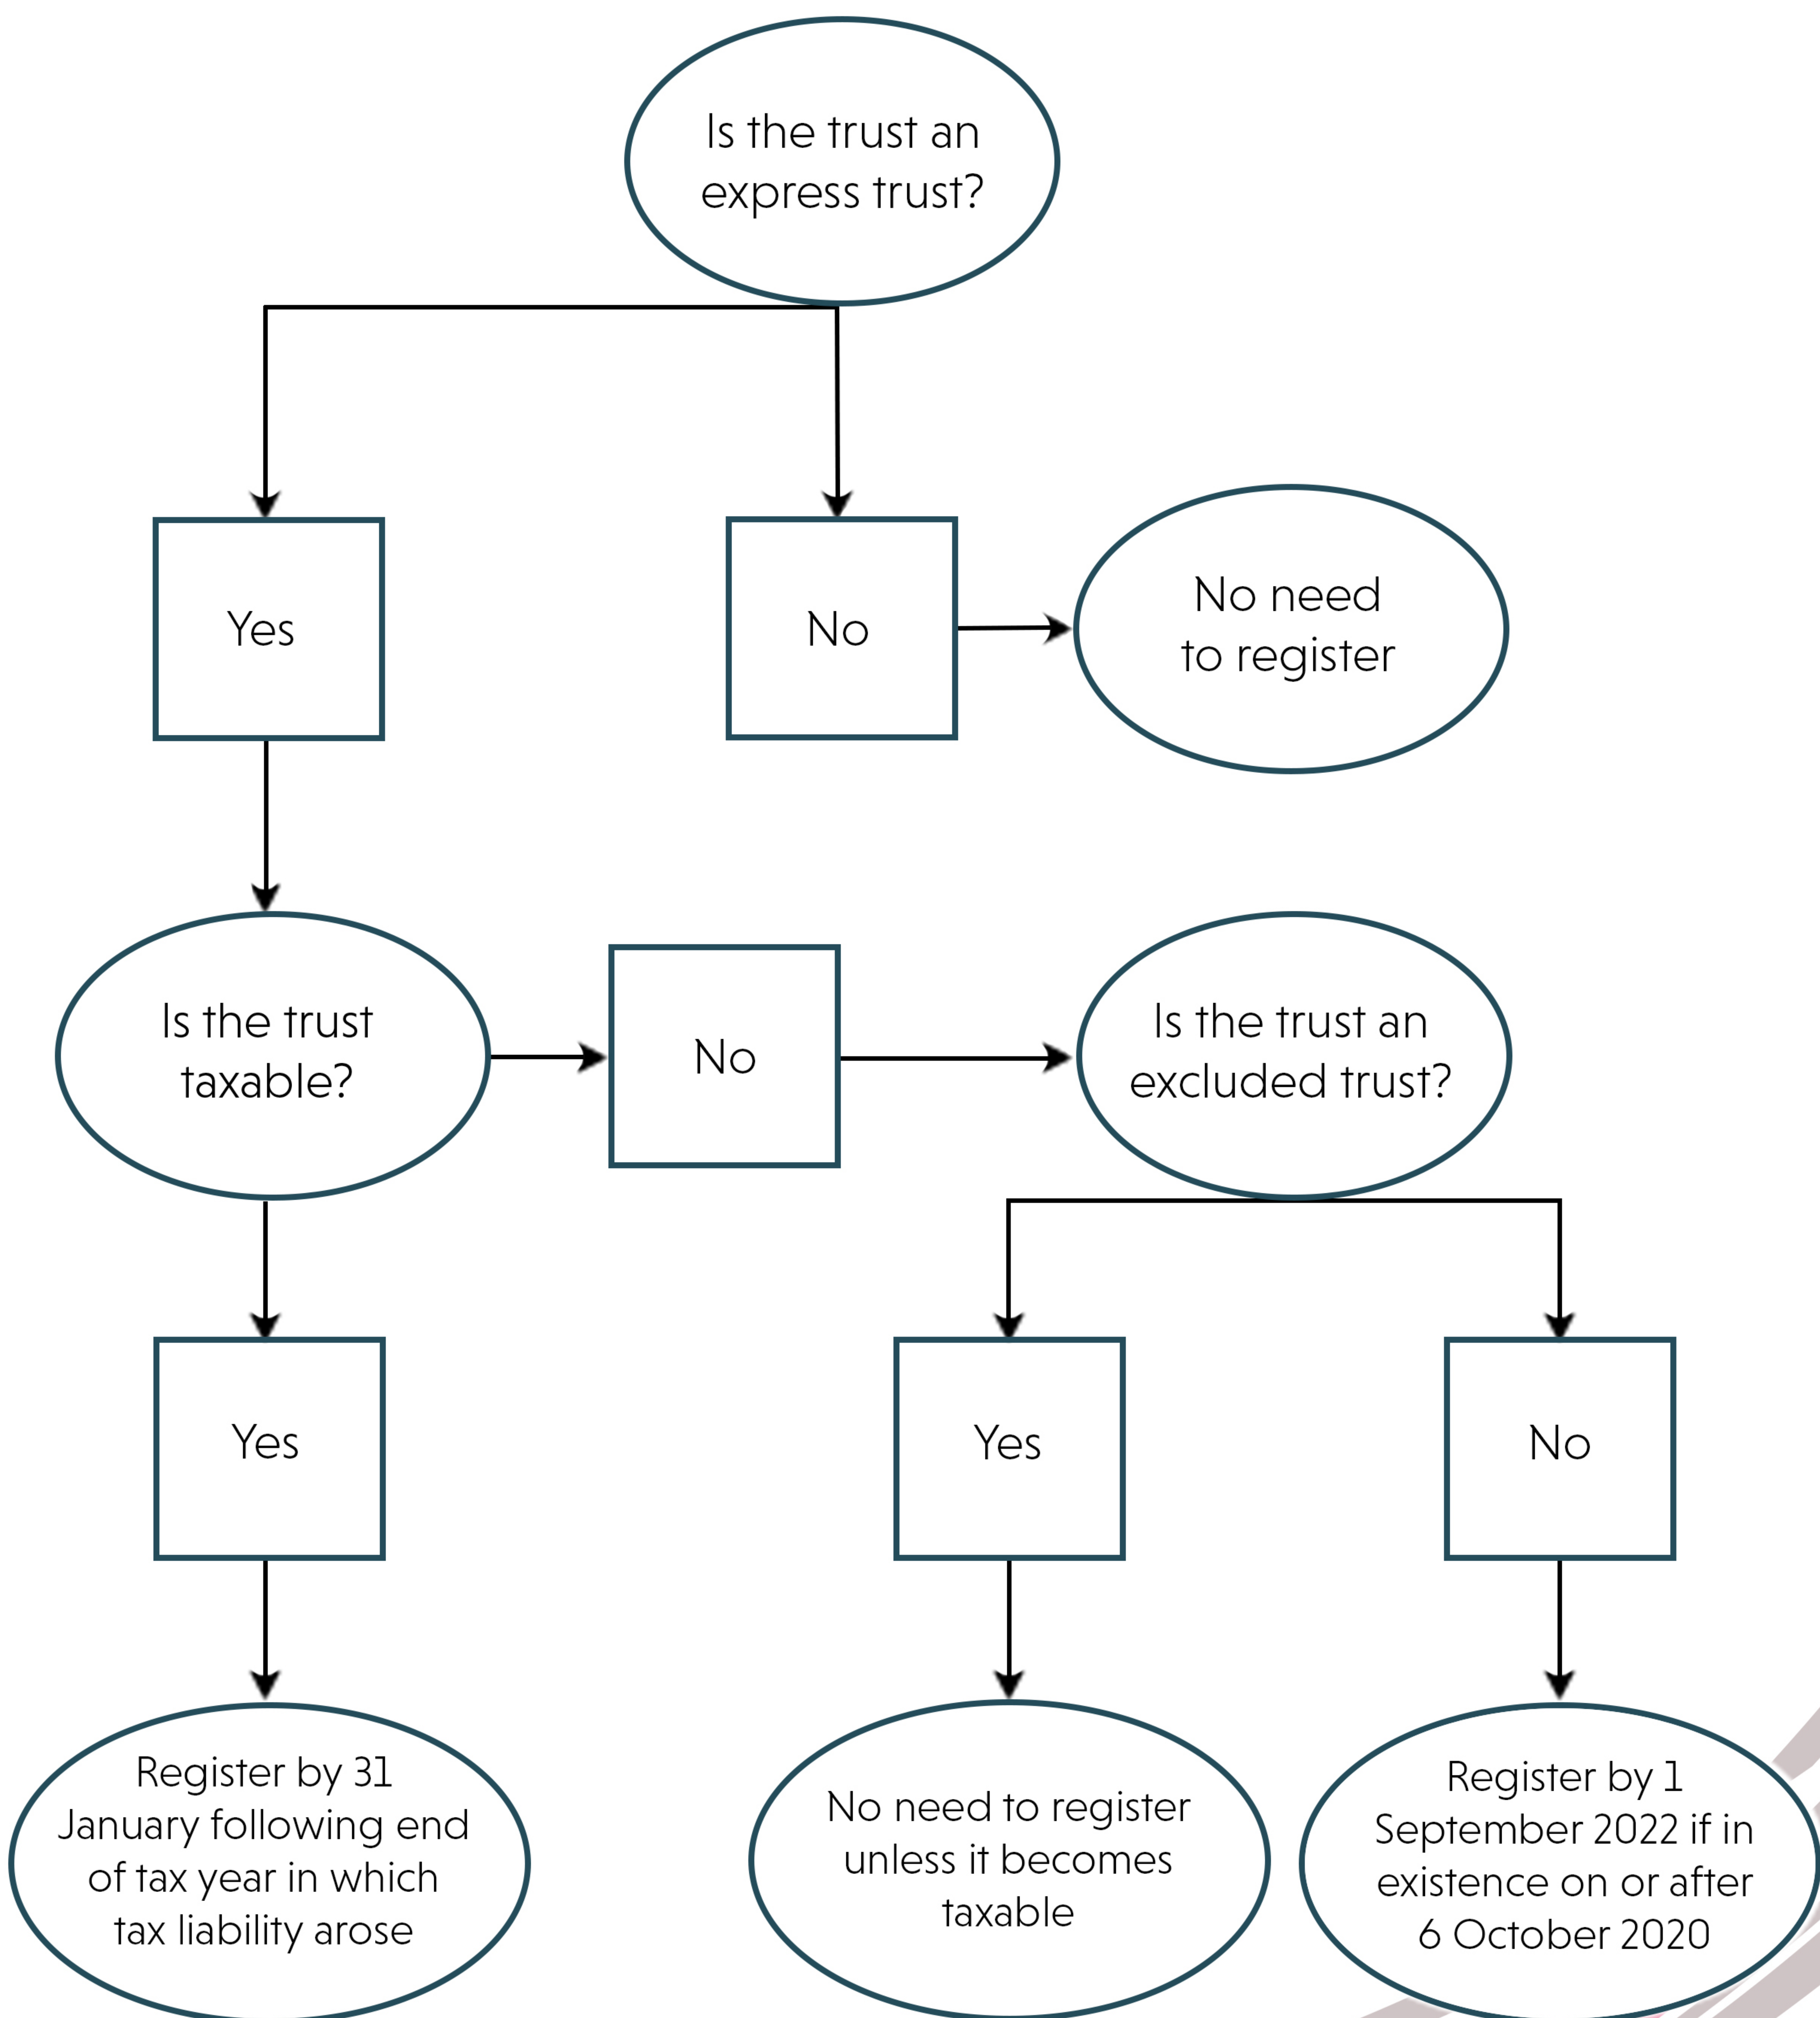 Is the trust an
express trust?
Yes
No
No need
to register
Is the trust
taxable?
No
Is the trust an
excluded trust?
Yes
Yes
No
Register by 31
January following end
of tax year in which
tax liability arose
No need to register
unless it becomes
taxable
Register by 1
September 2022 if in
existence on or after
6 October 2020